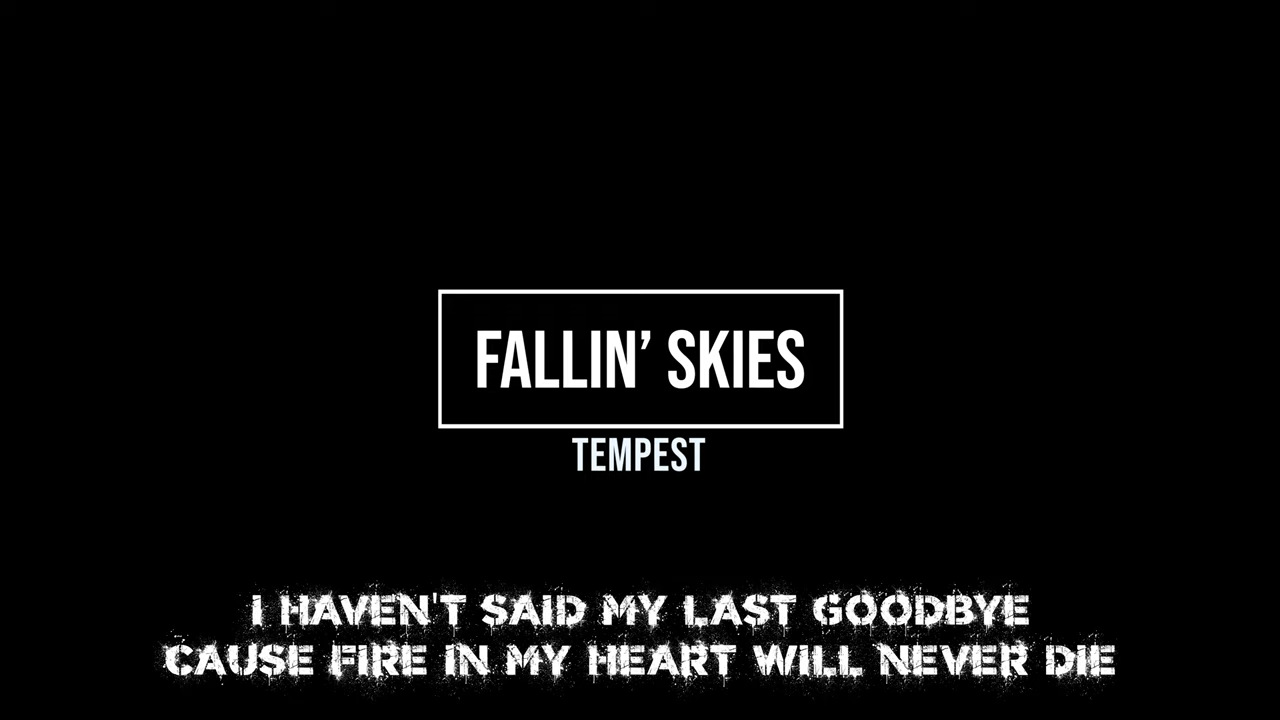 FALLIN’ SKIES
TEMPEST
I HAVEN'T SAID MY LAST GOODBYE
CAUSE FIRE IN MY HEART WILL NEVER DIE